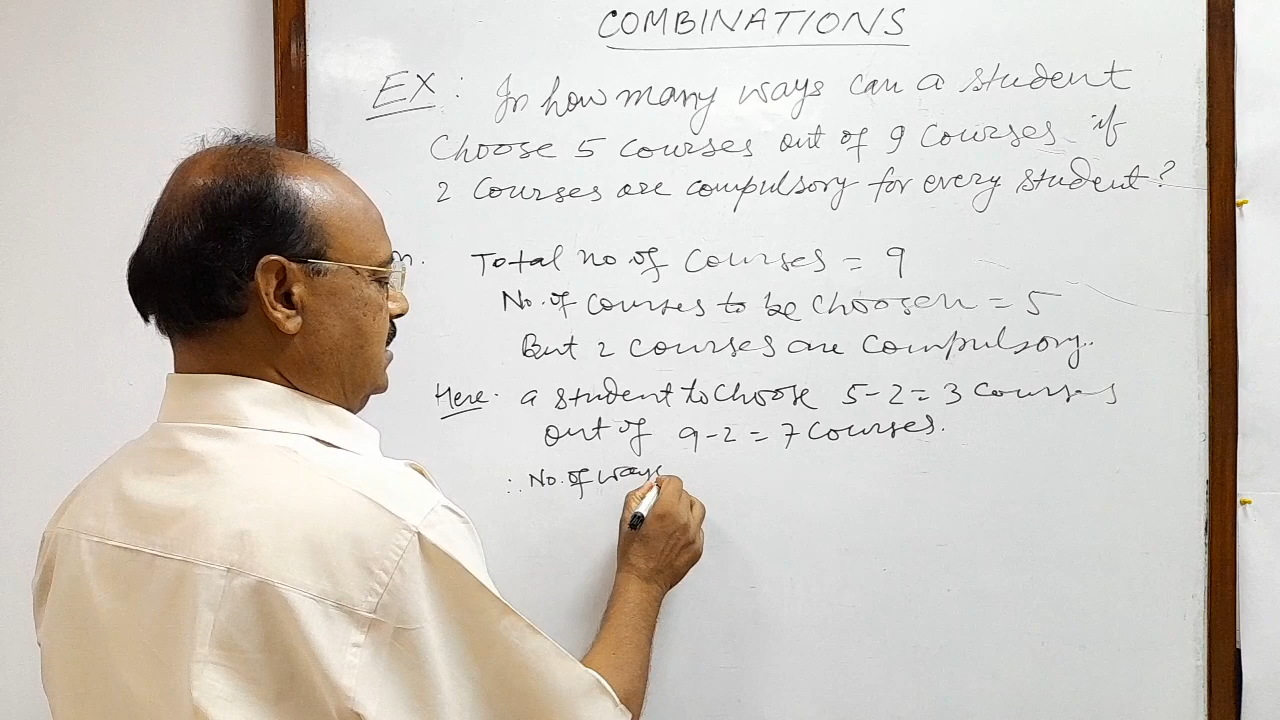 COMBINATIONS
EX: In how many ways can a student
Choose 5 courses out of 9 courses if
2 courses are compulsory for every student?
n. Total no of courses = 9
No. of courses to be choosen = 5
But 2 courses are compulsory..
Here. a student to choose 5-2=3 courses
out of 9-2=7 courses.
∴ No. of ways